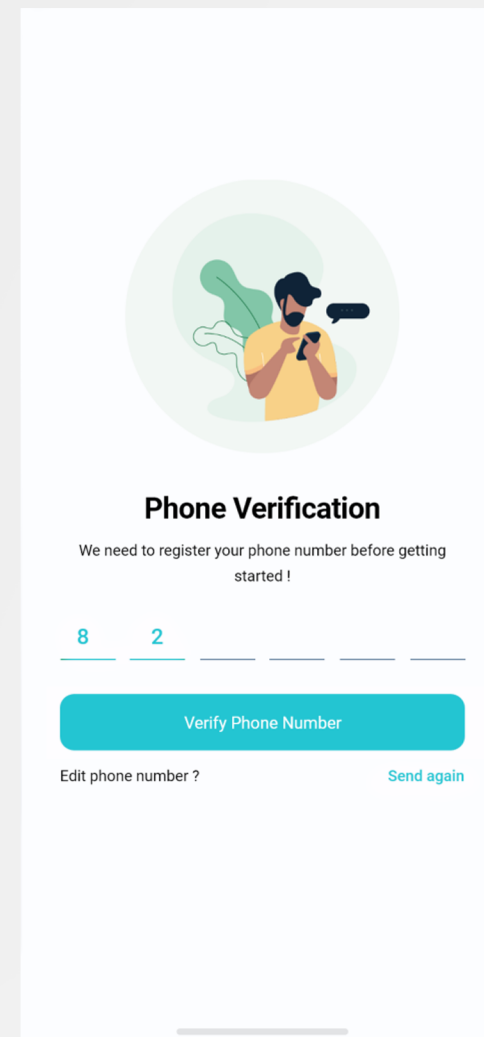 Phone Verification
We need to register your phone number before getting
started !
8 2
Verify Phone Number
Edit phone number ? Send again